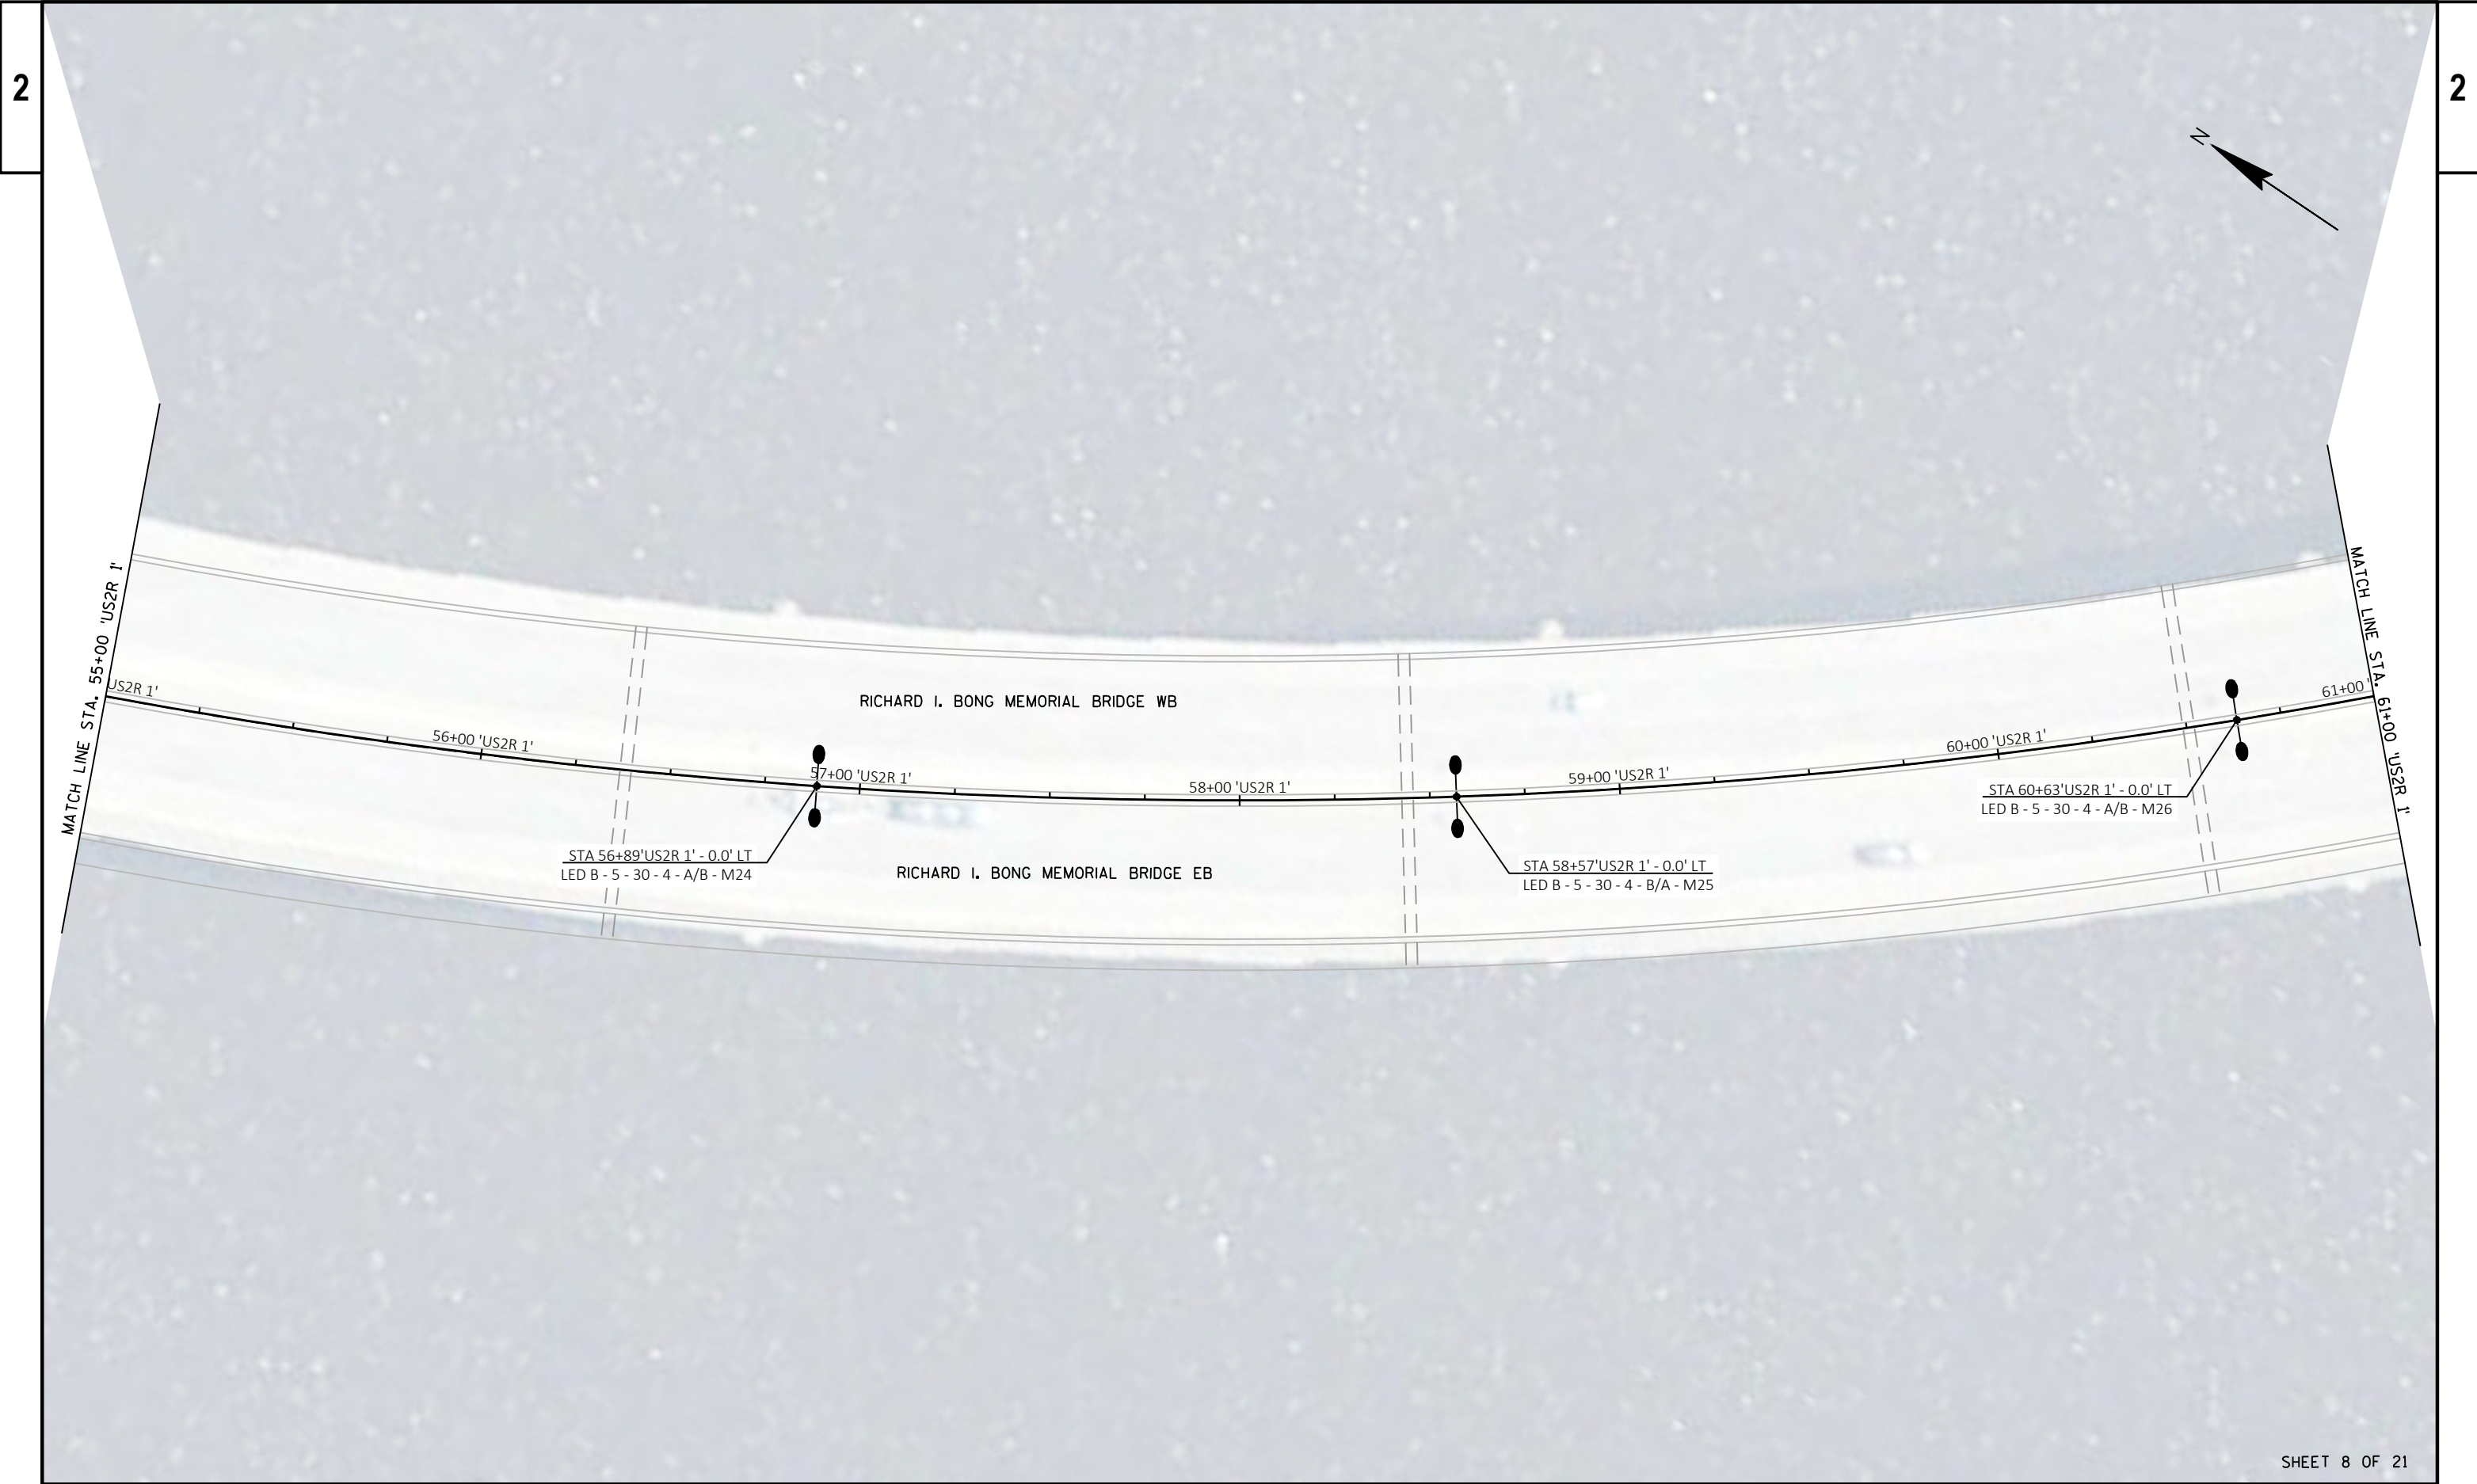 2
2
N
MATCH LINE STA. 55+00 'US2R 1'
MATCH LINE STA. 61+00 'US2R 1'
US2R 1'
56+00 'US2R 1'
57+00 'US2R 1'
58+00 'US2R 1'
59+00 'US2R 1'
60+00 'US2R 1'
61+00 '
RICHARD I. BONG MEMORIAL BRIDGE WB
RICHARD I. BONG MEMORIAL BRIDGE EB
STA 56+89'US2R 1' - 0.0' LT
LED B - 5 - 30 - 4 - A/B - M24
STA 58+57'US2R 1' - 0.0' LT
LED B - 5 - 30 - 4 - B/A - M25
STA 60+63'US2R 1' - 0.0' LT
LED B - 5 - 30 - 4 - A/B - M26
SHEET 8 OF 21